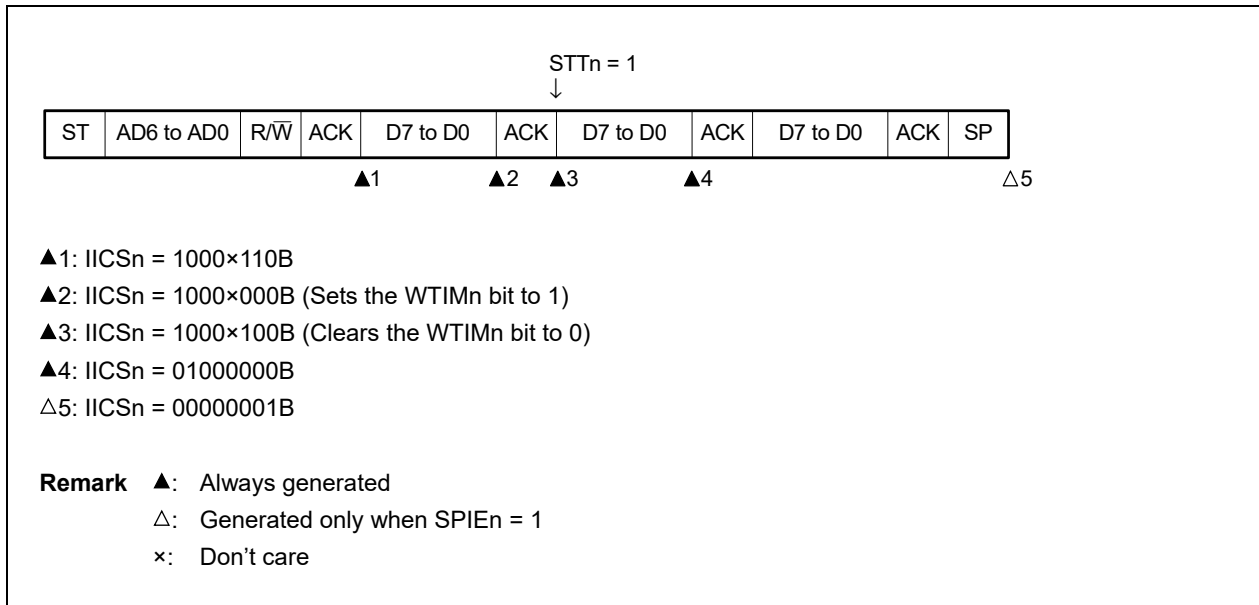 STTn = 1
↓
ST AD6 to AD0 R/W̅ ACK D7 to D0 ACK D7 to D0 ACK D7 to D0 ACK SP
▲1 ▲2 ▲3 ▲4 △5
▲1: IICSn = 1000×110B
▲2: IICSn = 1000×000B (Sets the WTIMn bit to 1)
▲3: IICSn = 1000×100B (Clears the WTIMn bit to 0)
▲4: IICSn = 01000000B
△5: IICSn = 00000001B
Remark ▲: Always generated
△: Generated only when SPIEn = 1
×: Don't care